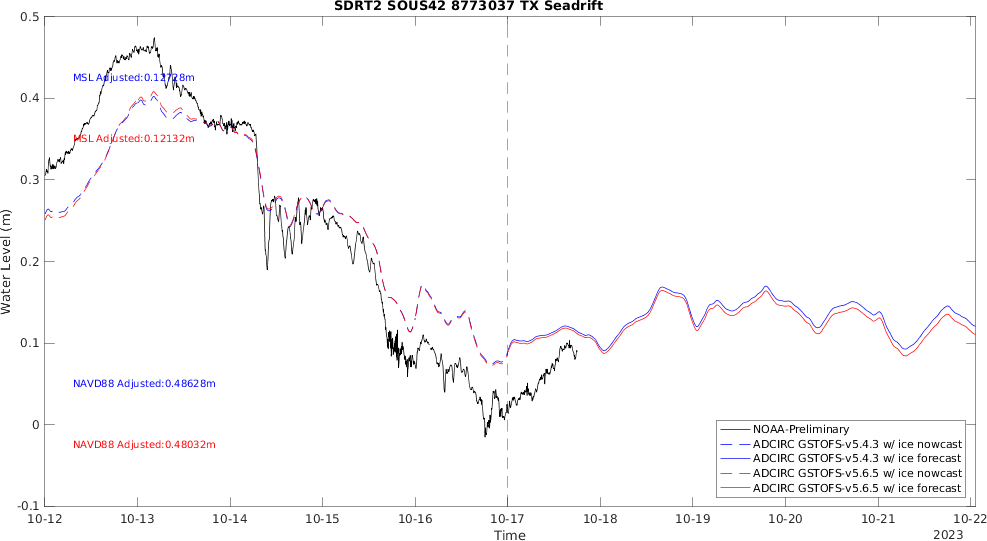 SDRT2 SOUS42 8773037 TX Seadrift
0.5
0.4
0.3
0.2
0.1
0
-0.1
Water Level (m)
MSL Adjusted:0.12728m
MSL Adjusted:0.12132m
NAVD88 Adjusted:0.48628m
NAVD88 Adjusted:0.48032m
NOAA-Preliminary
ADCIRC GSTOFS-v5.4.3 w/ ice nowcast
ADCIRC GSTOFS-v5.4.3 w/ ice forecast
ADCIRC GSTOFS-v5.6.5 w/ ice nowcast
ADCIRC GSTOFS-v5.6.5 w/ ice forecast
10-12 10-13 10-14 10-15 10-16 10-17 10-18 10-19 10-20 10-21 10-22
Time
2023